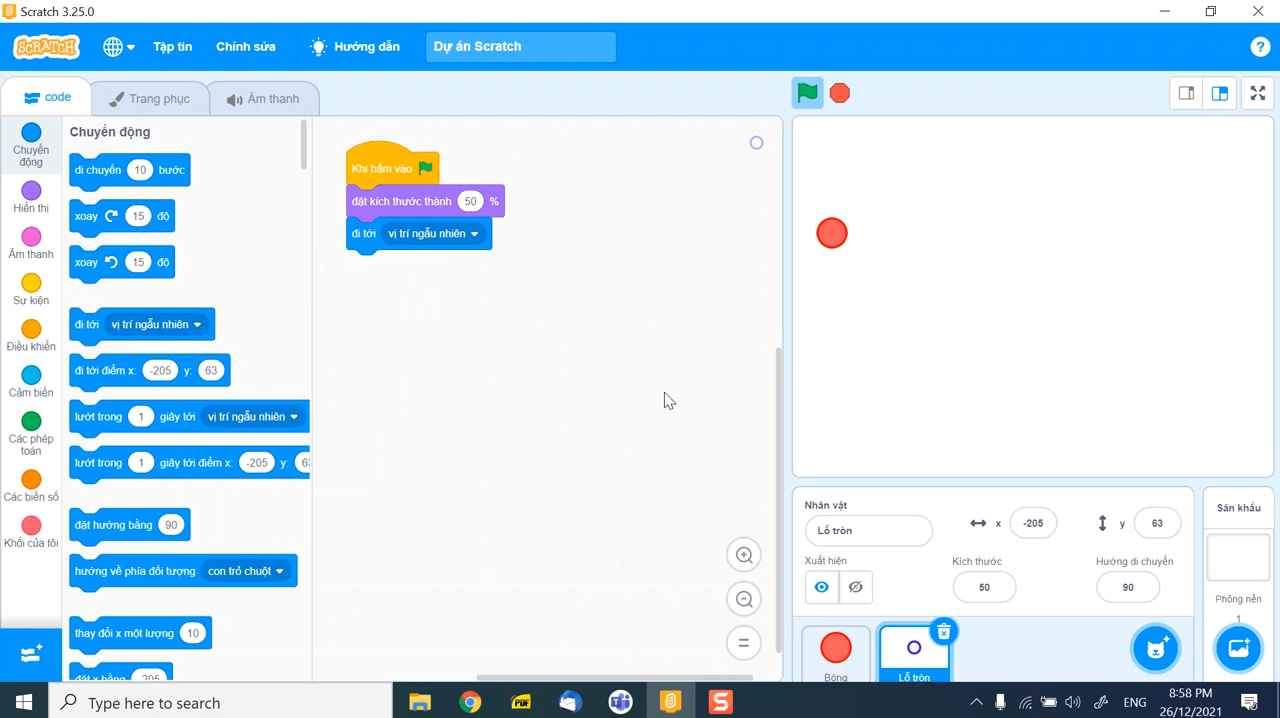 Scratch 3.25.0
SCRATCH
Tập tin
Chỉnh sửa
Hướng dẫn
Dự án Scratch
?
code
Trang phục
Âm thanh
Chuyển động
Hiển thị
Âm thanh
Sự kiện
Điều khiển
Cảm biến
Các phép toán
Các biến số
Khối của tôi
Chuyển động
di chuyển 10 bước
xoay 15 độ
xoay 15 độ
đi tới vị trí ngẫu nhiên
đi tới điểm x: -205 y: 63
lướt trong 1 giây tới vị trí ngẫu nhiên
lướt trong 1 giây tới điểm x: -205 y: 63
đặt hướng bằng 90
hướng về phía đối tượng con trỏ chuột
thay đổi x một lượng 10
đặt x bằng -205
Khi bấm vào
đặt kích thước thành 50 %
đi tới vị trí ngẫu nhiên
Nhân vật
Lỗ tròn
x -205
y 63
Xuất hiện
Kích thước
50
Hướng di chuyển
90
Bóng
Lỗ tròn
Sân khấu
Phông nền
1
Type here to search
PDF
S
ENG
8:58 PM
26/12/2021